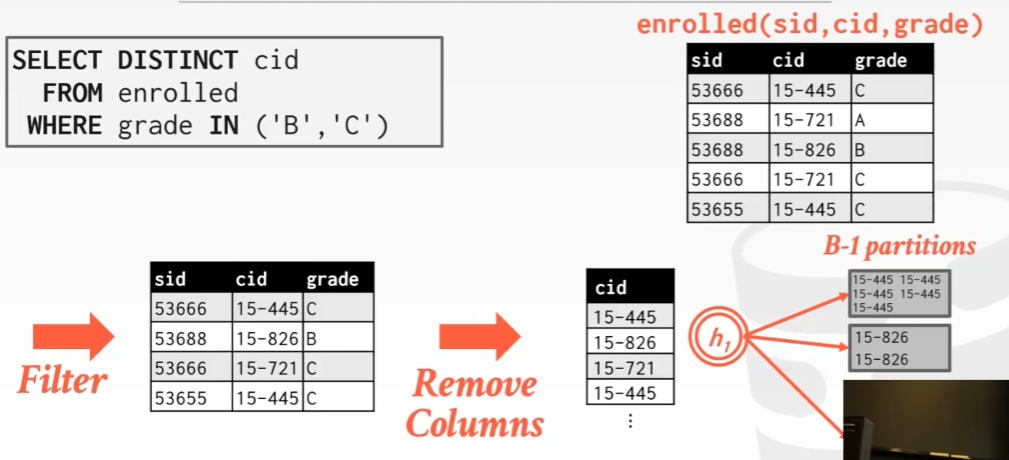 enrolled(sid,cid,grade)
SELECT DISTINCT cid
FROM enrolled
WHERE grade IN ('B','C')
sid cid grade
53666 15-445 C
53688 15-721 A
53688 15-826 B
53666 15-721 C
53655 15-445 C
B-1 partitions
Filter
sid cid grade
53666 15-445 C
53688 15-826 B
53666 15-721 C
53655 15-445 C
Remove
Columns
cid
15-445
15-826
15-721
15-445
⋮
h₁
15-445 15-445
15-445 15-445
15-445
15-826
15-826